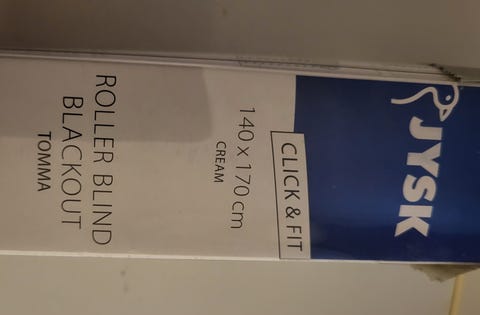 JYSK
CLICK & FIT
140 x 170 cm
CREAM
ROLLER BLIND
BLACKOUT
TOMMA